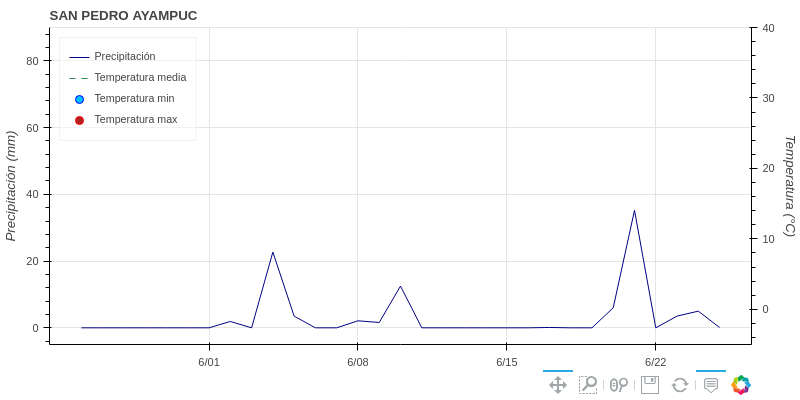 SAN PEDRO AYAMPUC
Precipitación
Temperatura media
Temperatura min
Temperatura max
Precipitación (mm)
80
60
40
20
0
Temperatura (°C)
40
30
20
10
0
6/01
6/08
6/15
6/22